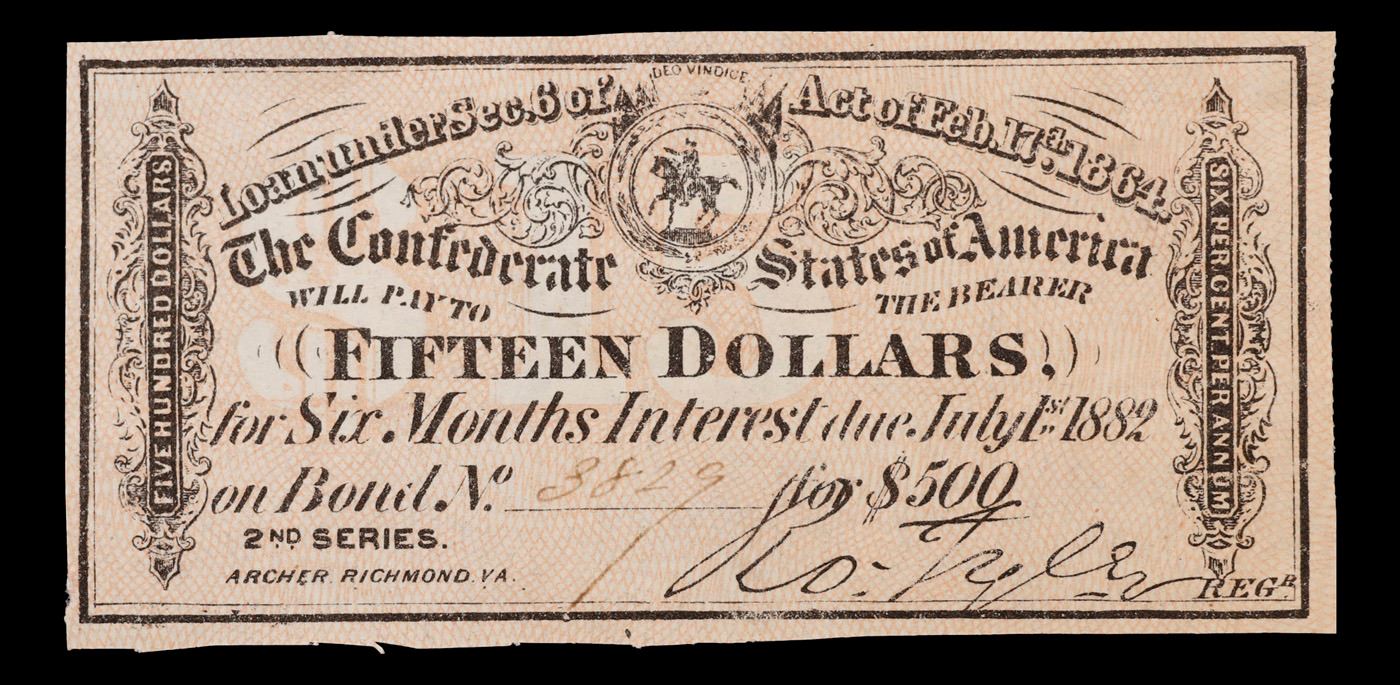 DEO VINDICE
Loan under Sec. 6 of Act of Feb. 17th 1864.
The Confederate States of America
WILL PAY TO THE BEARER
FIFTEEN DOLLARS,
for Six Months Interest due July 1st 1882
on Bond No. 3829 for $500
2ND SERIES.
ARCHER. RICHMOND. VA.
Ro. Tyler REGR.
FIVE HUNDRED DOLLARS
SIX PER CENT PER ANNUM